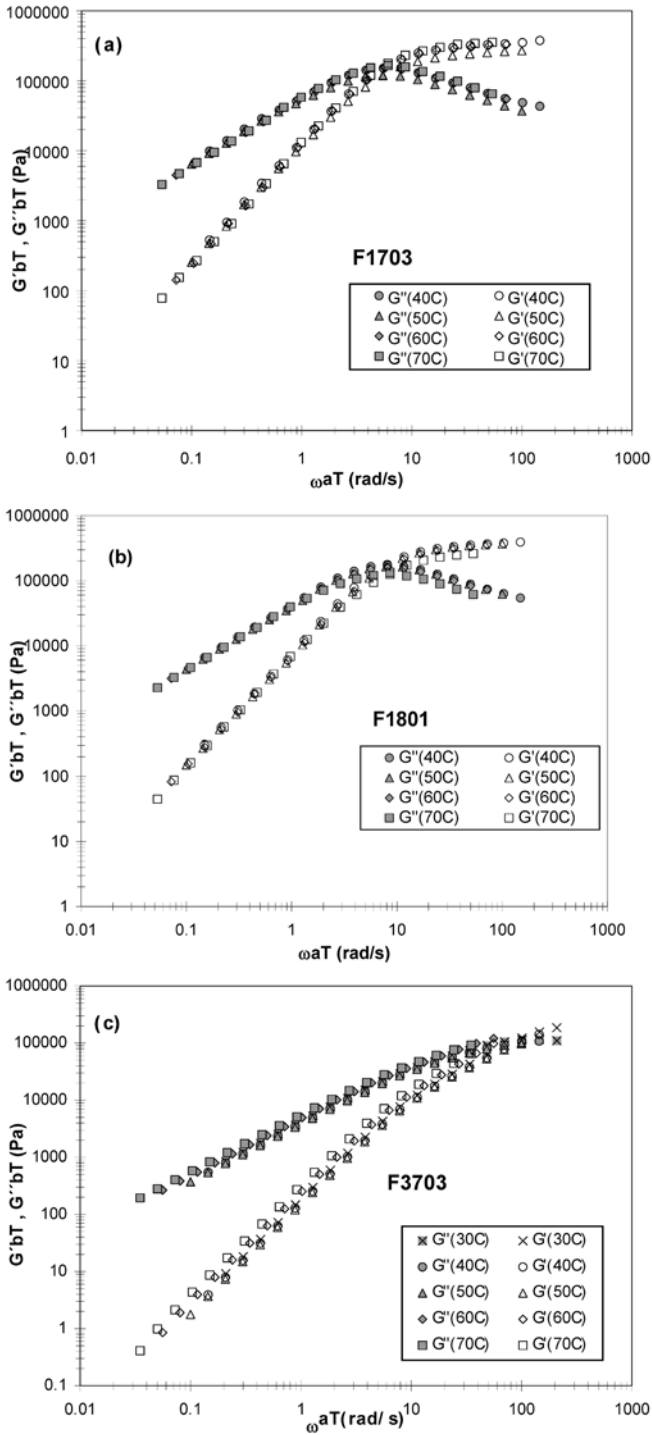 (a)
1000000
100000
10000
1000
100
10
1
G´bT , G´´bT (Pa)
F1703
G''(40C) G'(40C)
G''(50C) G'(50C)
G''(60C) G'(60C)
G''(70C) G'(70C)
0.01 0.1 1 10 100 1000
ωaT (rad/s)
(b)
1000000
100000
10000
1000
100
10
1
G´bT , G´´bT (Pa)
F1801
G''(40C) G'(40C)
G''(50C) G'(50C)
G''(60C) G'(60C)
G''(70C) G'(70C)
0.01 0.1 1 10 100 1000
ωaT (rad/s)
(c)
1000000
100000
10000
1000
100
10
1
0.1
G´bT , G´´bT (Pa)
F3703
G''(30C) G'(30C)
G''(40C) G'(40C)
G''(50C) G'(50C)
G''(60C) G'(60C)
G''(70C) G'(70C)
0.01 0.1 1 10 100 1000
ωaT( rad/ s)